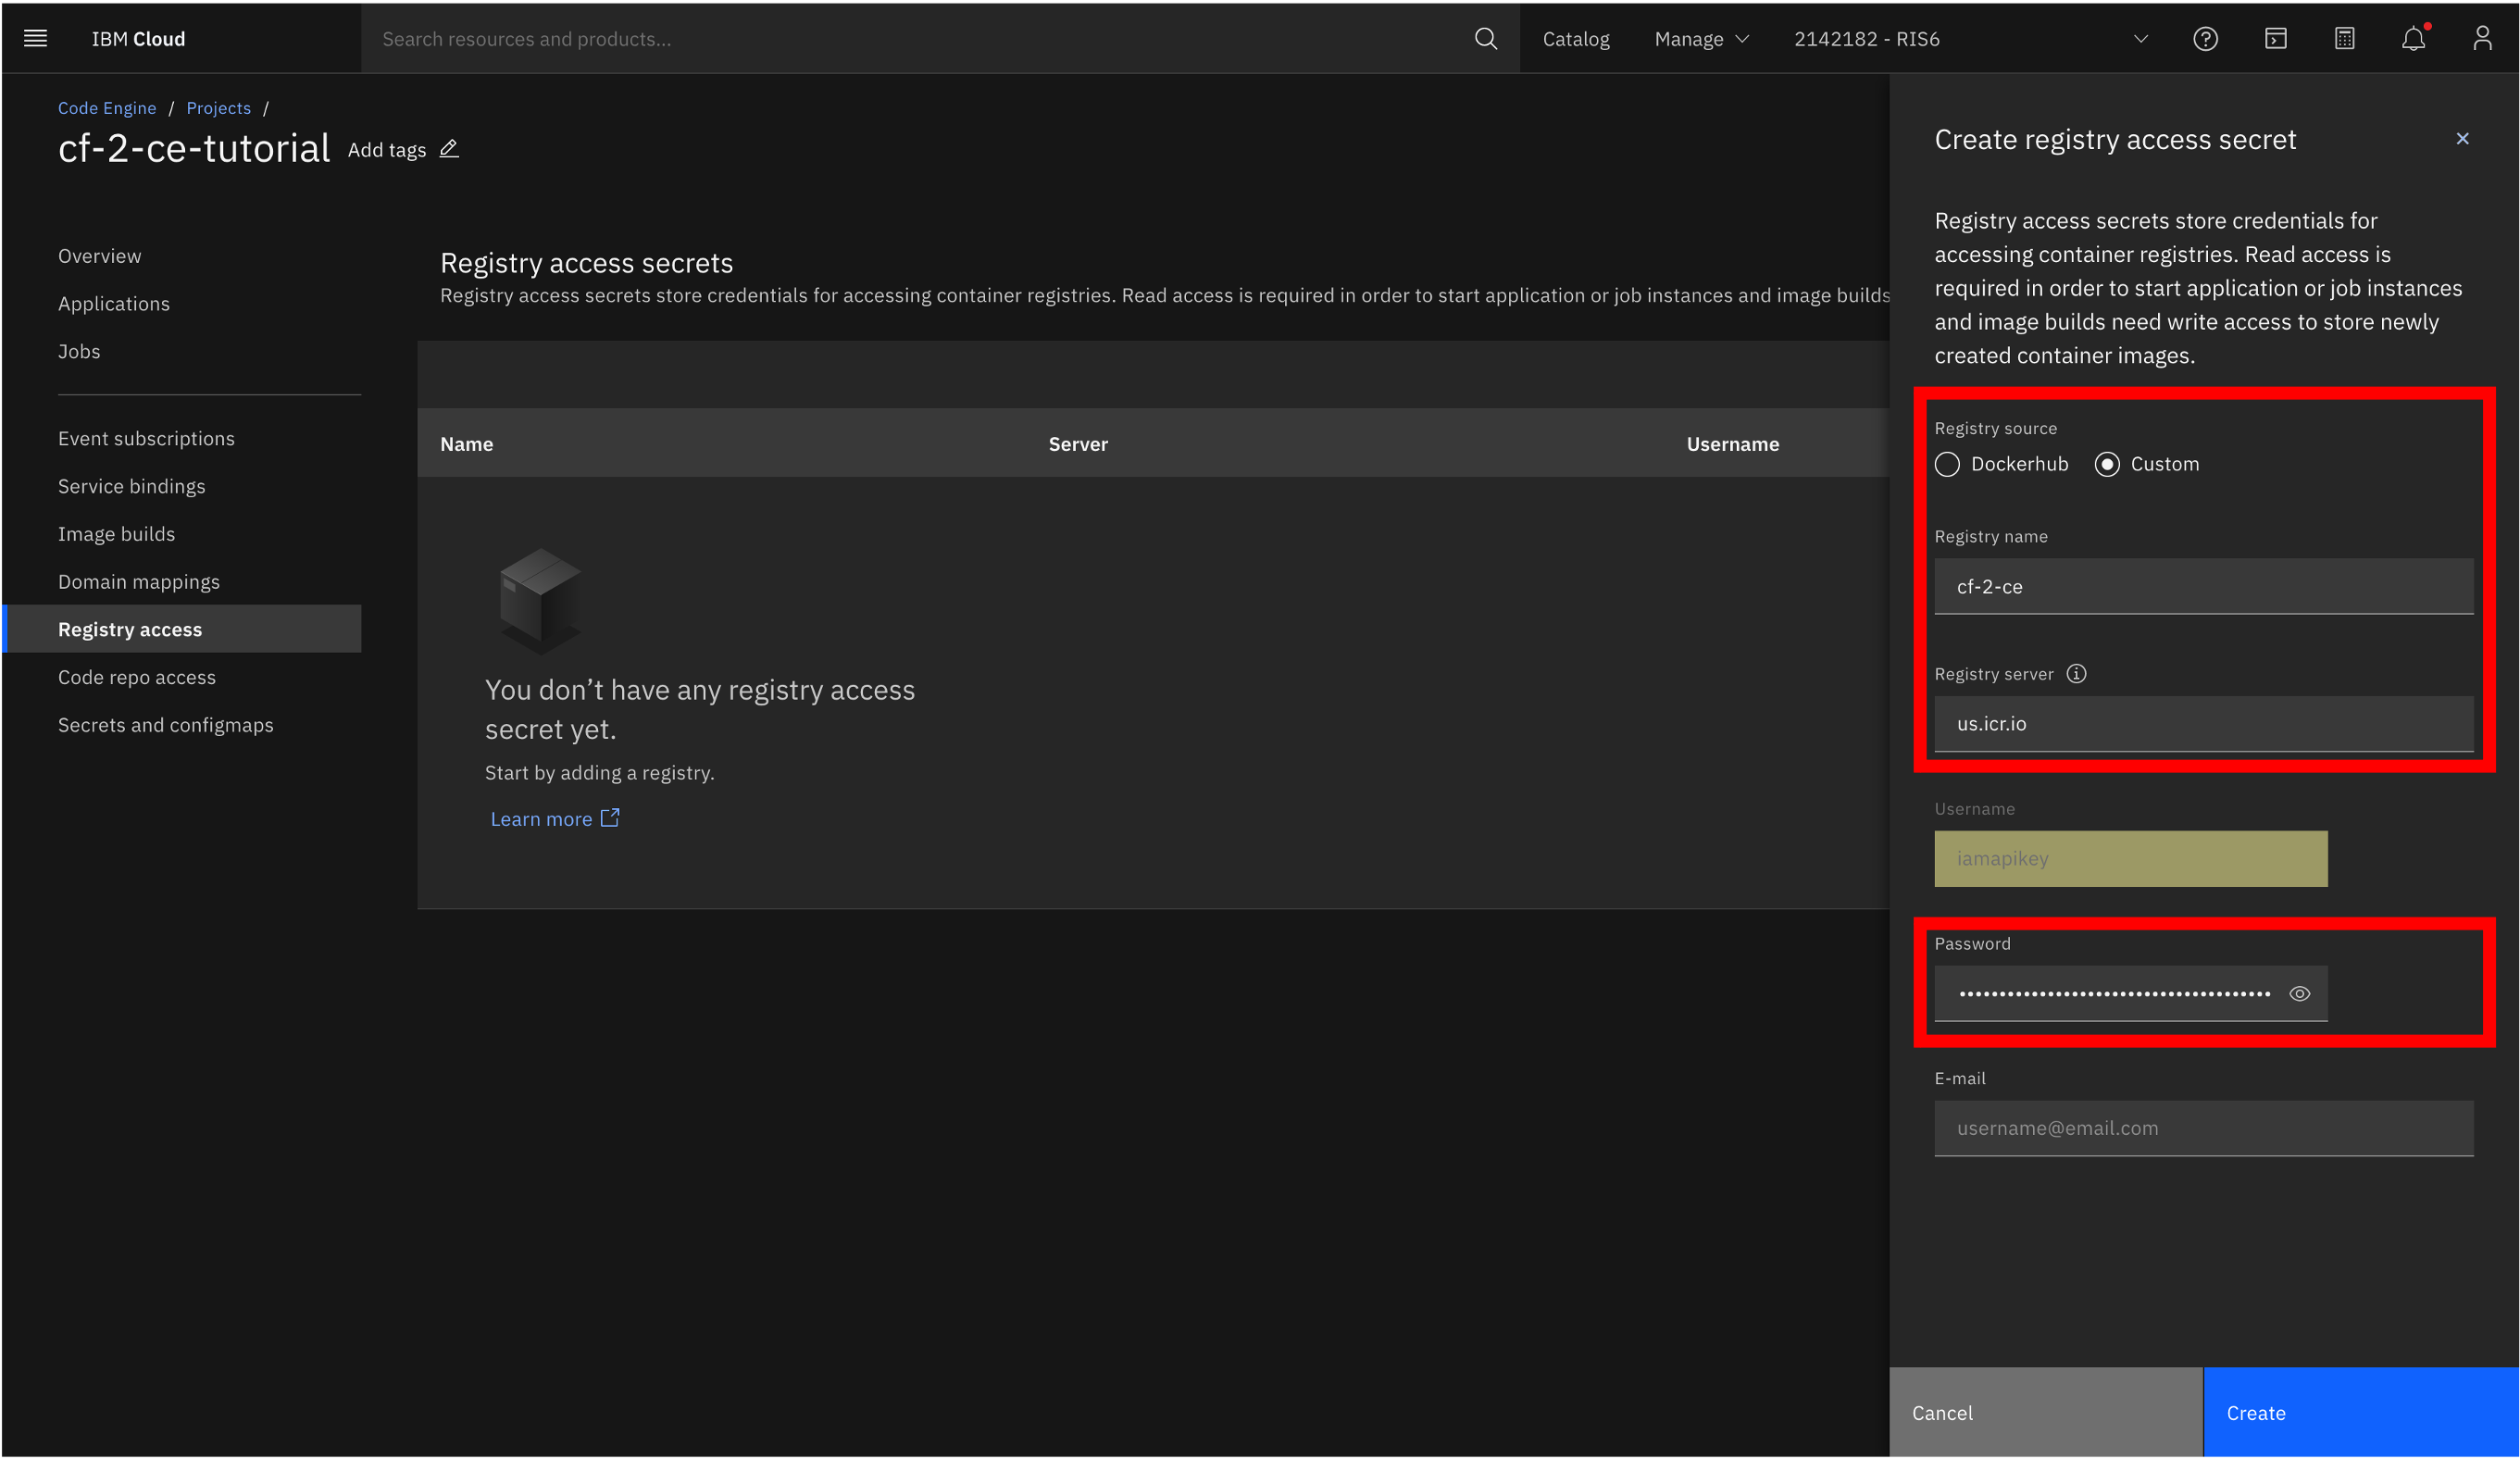 IBM Cloud
Search resources and products...
Catalog
Manage
2142182 - RIS6
Code Engine / Projects /
cf-2-ce-tutorial
Add tags
Overview
Applications
Jobs
Event subscriptions
Service bindings
Image builds
Domain mappings
Registry access
Code repo access
Secrets and configmaps
Registry access secrets
Registry access secrets store credentials for accessing container registries. Read access is required in order to start application or job instances and image builds
Name
Server
Username
You don’t have any registry access
secret yet.
Start by adding a registry.
Learn more
Create registry access secret
Registry access secrets store credentials for
accessing container registries. Read access is
required in order to start application or job instances
and image builds need write access to store newly
created container images.
Registry source
Dockerhub
Custom
Registry name
cf-2-ce
Registry server
us.icr.io
Username
iamapikey
Password
E-mail
username@email.com
Cancel
Create